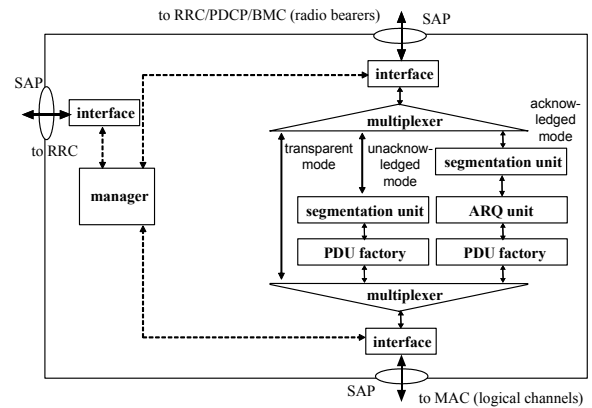 to RRC/PDCP/BMC (radio bearers)
SAP
interface
SAP
interface
to RRC
manager
multiplexer
acknow-
ledged
mode
transparent
mode
unacknow-
ledged
mode
segmentation unit
segmentation unit
ARQ unit
PDU factory
PDU factory
multiplexer
interface
SAP
to MAC (logical channels)